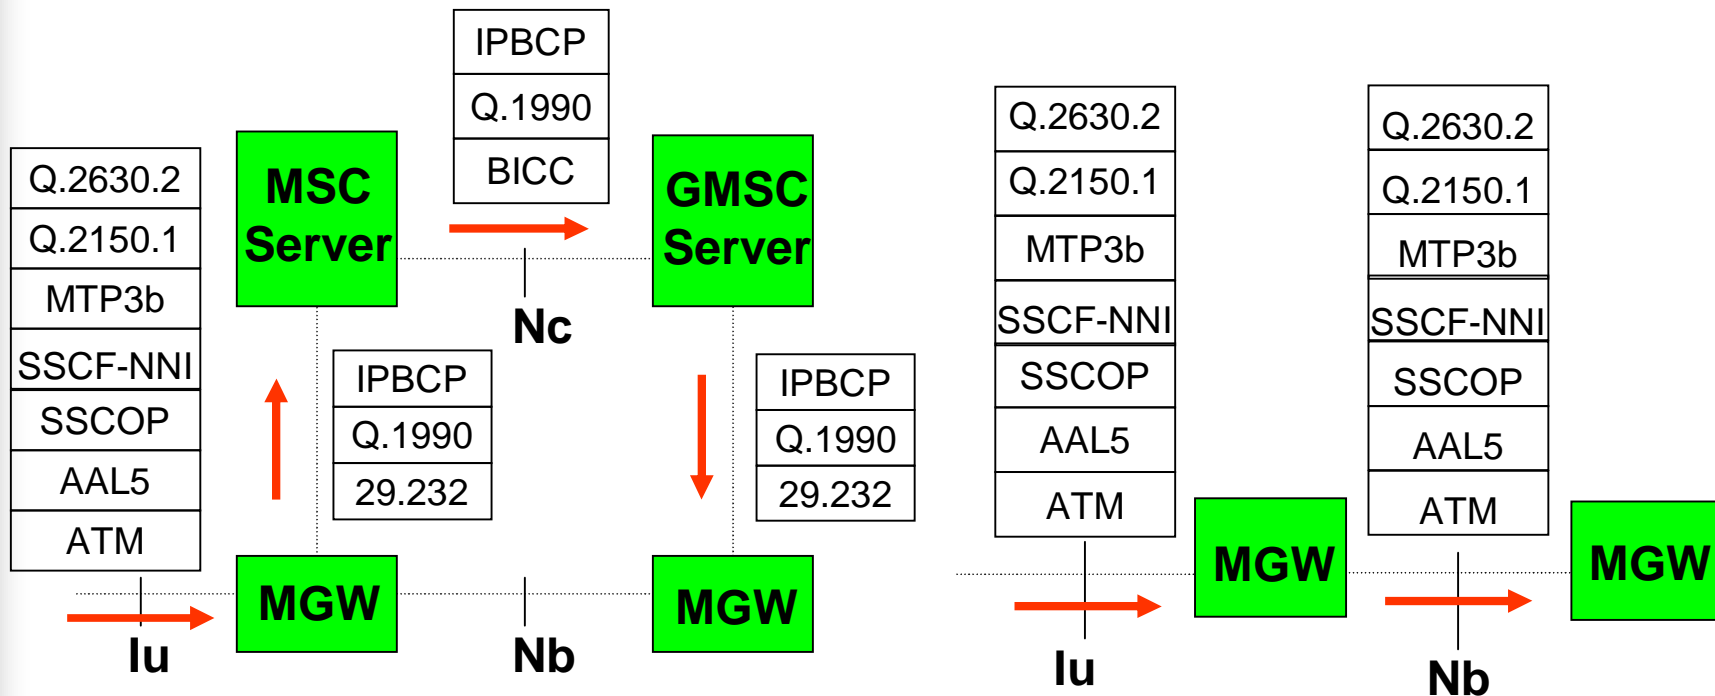 IPBCP
Q.1990
BICC
Q.2630.2
Q.2150.1
MTP3b
SSCF-NNI
SSCOP
AAL5
ATM
MSC
Server
GMSC
Server
Nc
IPBCP
Q.1990
29.232
IPBCP
Q.1990
29.232
MGW
MGW
Iu
Nb
Q.2630.2
Q.2150.1
MTP3b
SSCF-NNI
SSCOP
AAL5
ATM
Q.2630.2
Q.2150.1
MTP3b
SSCF-NNI
SSCOP
AAL5
ATM
MGW
MGW
Iu
Nb